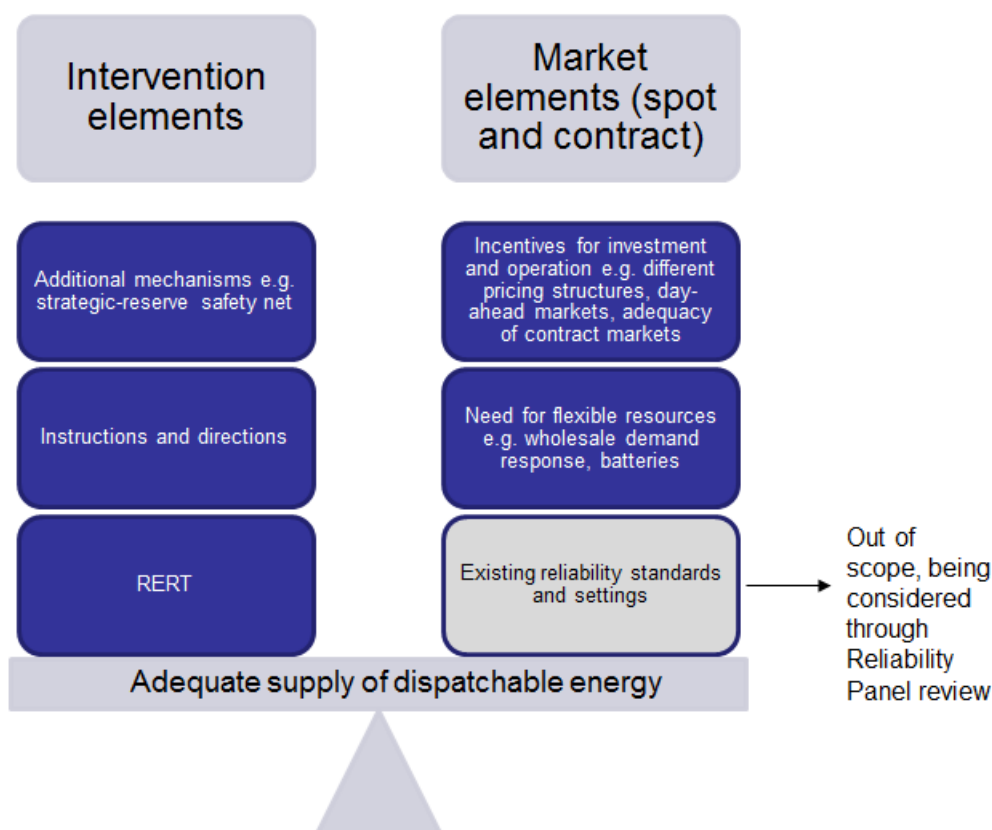 Intervention
elements
Market
elements (spot
and contract)
Additional mechanisms e.g.
strategic-reserve safety net
Incentives for investment
and operation e.g. different
pricing structures, day-
ahead markets, adequacy
of contract markets
Instructions and directions
Need for flexible resources
e.g. wholesale demand
response, batteries
RERT
Existing reliability standards
and settings
Out of
scope, being
considered
through
Reliability
Panel review
Adequate supply of dispatchable energy